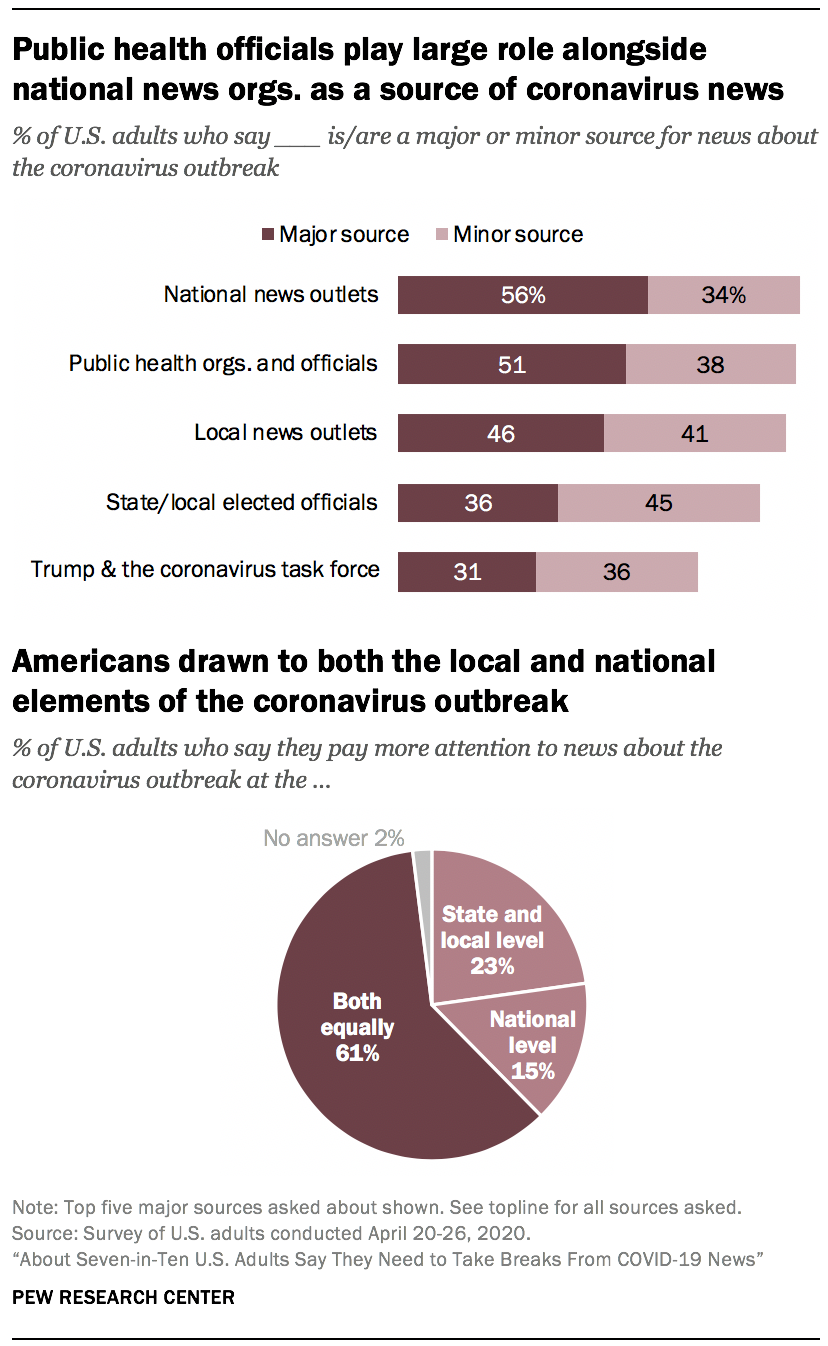 Public health officials play large role alongside
national news orgs. as a source of coronavirus news
% of U.S. adults who say ____ is/are a major or minor source for news about
the coronavirus outbreak
Major source Minor source
National news outlets 56% 34%
Public health orgs. and officials 51 38
Local news outlets 46 41
State/local elected officials 36 45
Trump & the coronavirus task force 31 36
Americans drawn to both the local and national
elements of the coronavirus outbreak
% of U.S. adults who say they pay more attention to news about the
coronavirus outbreak at the ...
No answer 2%
State and
local level
23%
National
level
15%
Both
equally
61%
Note: Top five major sources asked about shown. See topline for all sources asked.
Source: Survey of U.S. adults conducted April 20-26, 2020.
“About Seven-in-Ten U.S. Adults Say They Need to Take Breaks From COVID-19 News”
PEW RESEARCH CENTER